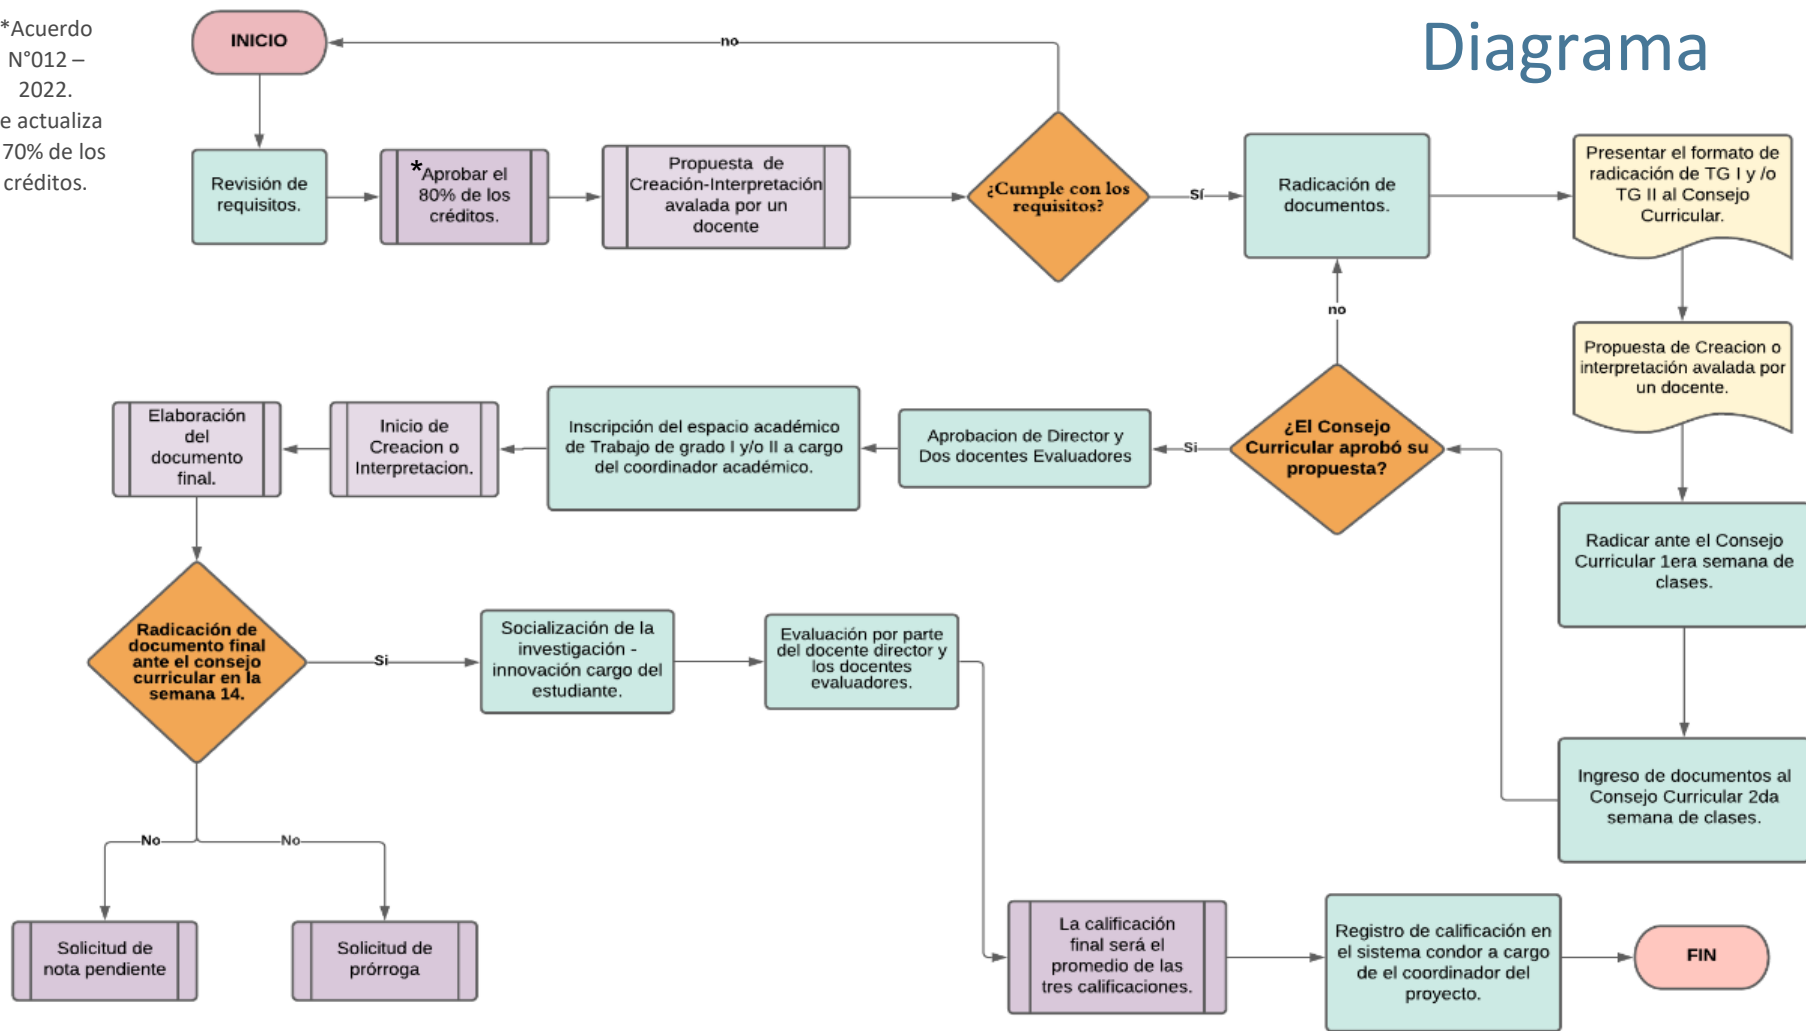 *Acuerdo
N°012 –
2022.
e actualiza
70% de los
créditos.
Diagrama
INICIO
no
Revisión de
requisitos.
*Aprobar el
80% de los
créditos.
Propuesta de
Creación-Interpretación
avalada por un
docente
¿Cumple con los
requisitos?
Sí
Radicación de
documentos.
Presentar el formato de
radicación de TG I y /o
TG II al Consejo
Curricular.
Propuesta de Creacion o
interpretación avalada por
un docente.
Radicar ante el Consejo
Curricular 1era semana de
clases.
Ingreso de documentos al
Consejo Curricular 2da
semana de clases.
no
¿El Consejo
Curricular aprobó su
propuesta?
Si
Aprobacion de Director y
Dos docentes Evaluadores
Inscripción del espacio académico
de Trabajo de grado I y/o II a cargo
del coordinador académico.
Inicio de
Creacion o
Interpretacion.
Elaboración
del
documento
final.
Radicación de
documento final
ante el consejo
curricular en la
semana 14.
Si
Socialización de la
investigación -
innovación cargo del
estudiante.
Evaluación por parte
del docente director y
los docentes
evaluadores.
No
No
Solicitud de
nota pendiente
Solicitud de
prórroga
La calificación
final será el
promedio de las
tres calificaciones.
Registro de calificación en
el sistema condor a cargo
de el coordinador del
proyecto.
FIN